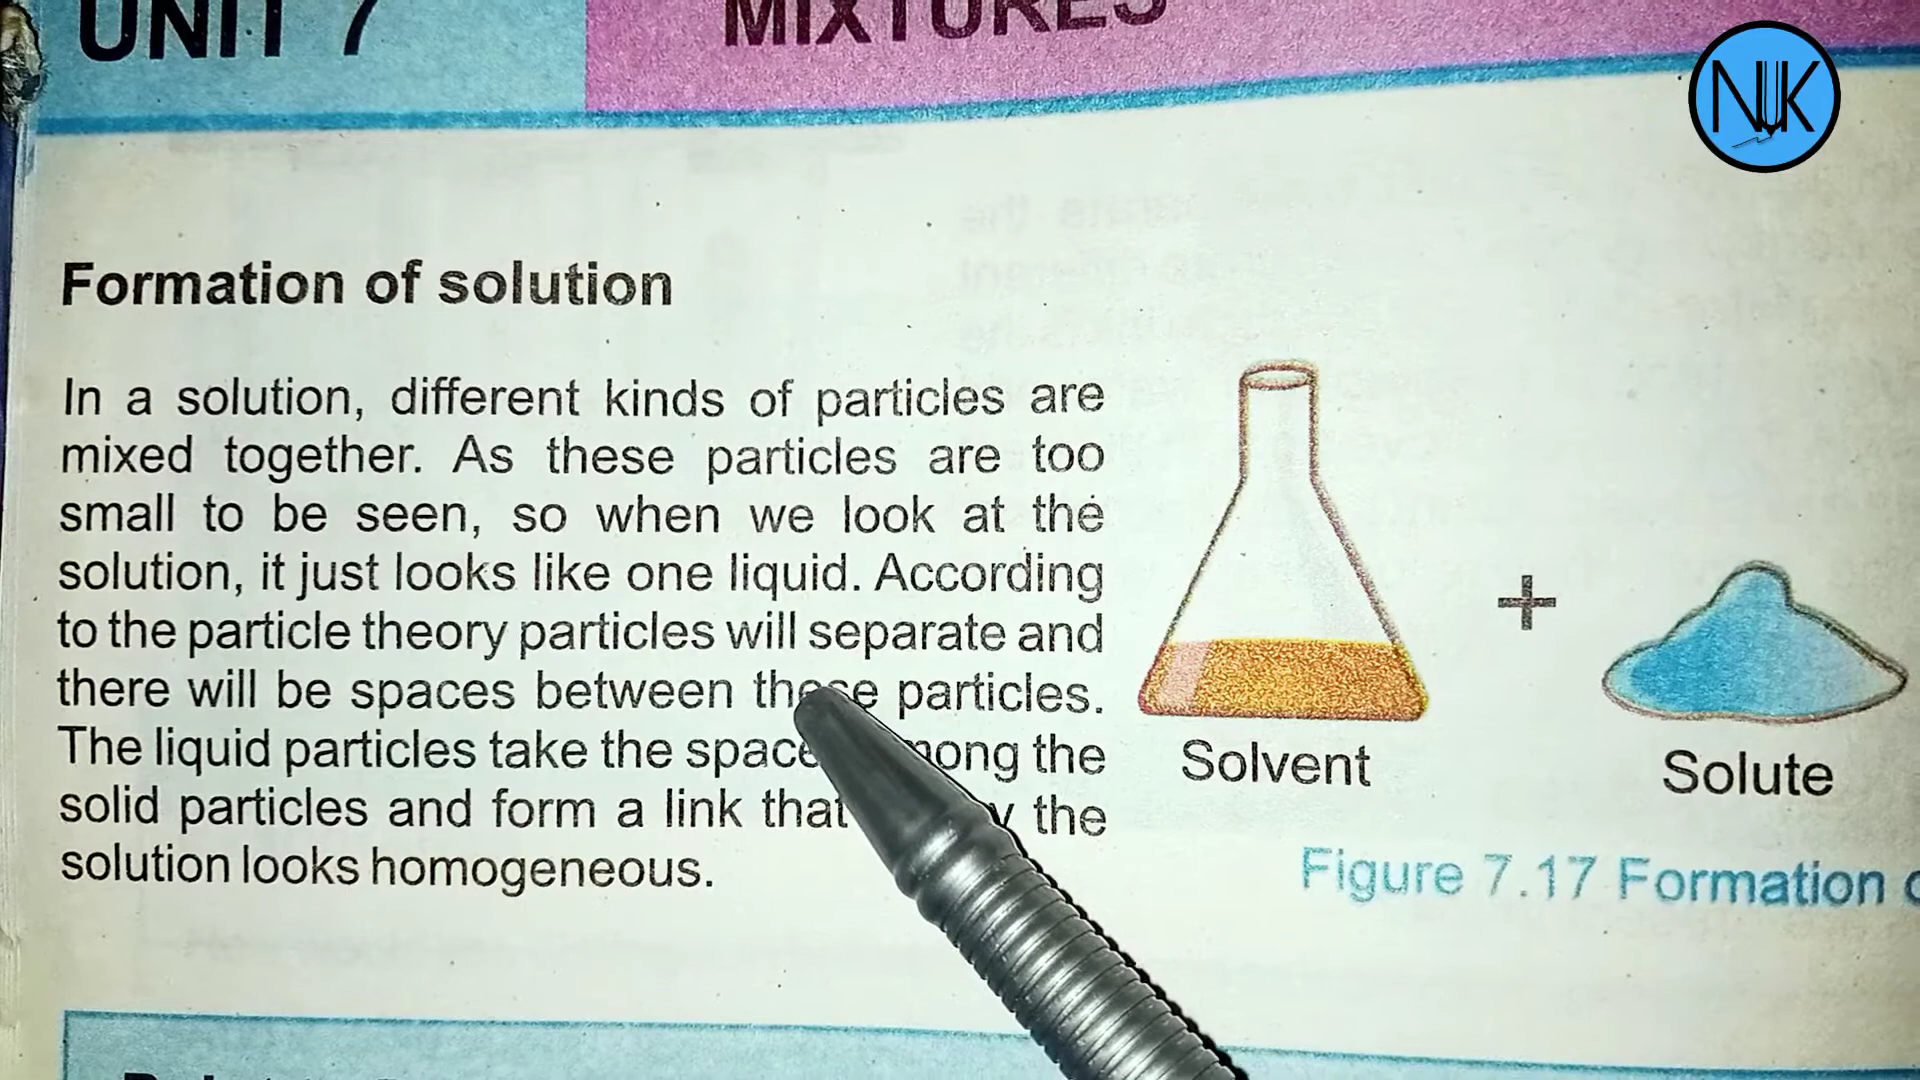 UNIT 7
MIXTURES
NK
Formation of solution
In a solution, different kinds of particles are
mixed together. As these particles are too
small to be seen, so when we look at the
solution, it just looks like one liquid. According
to the particle theory particles will separate and
there will be spaces between these particles.
The liquid particles take the the
solid particles and form a link that the
solution looks homogeneous.
+
Solvent
Solute
Figure 7.17 Formation